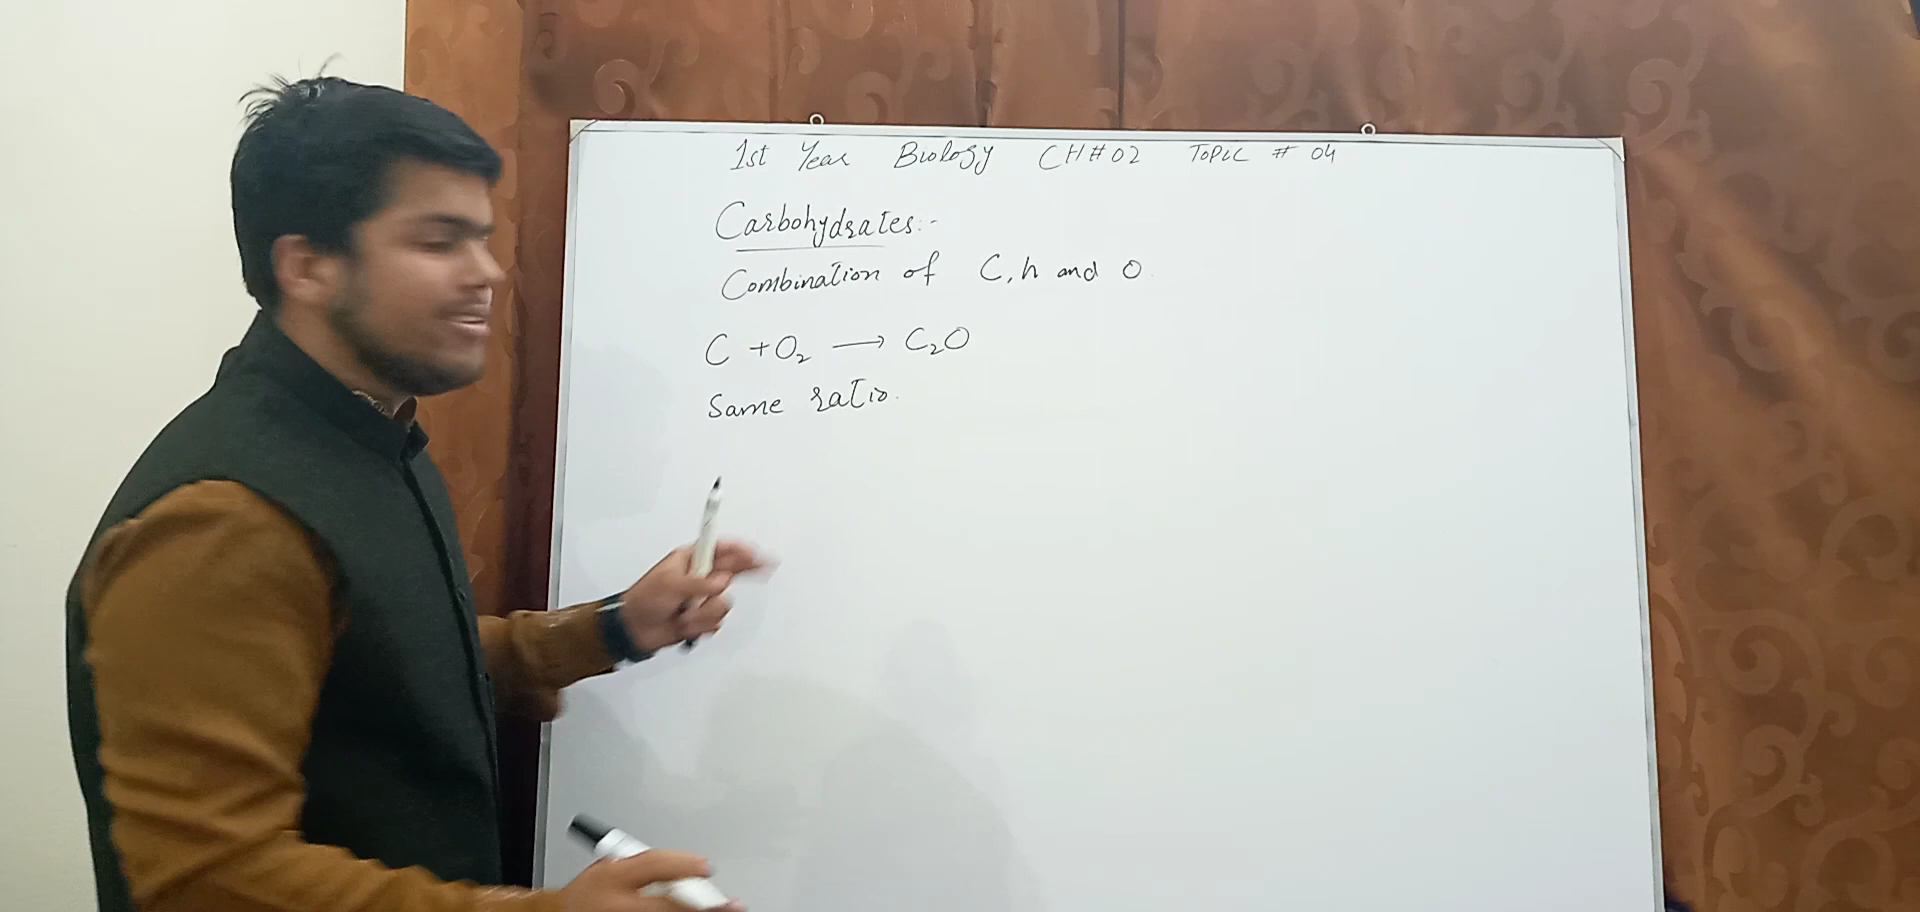 1st Year Biology CH#02 Topic # 04
Carbohydrates:-
Combination of C, h and O.
C + O₂ → C₂O
Same ratio.